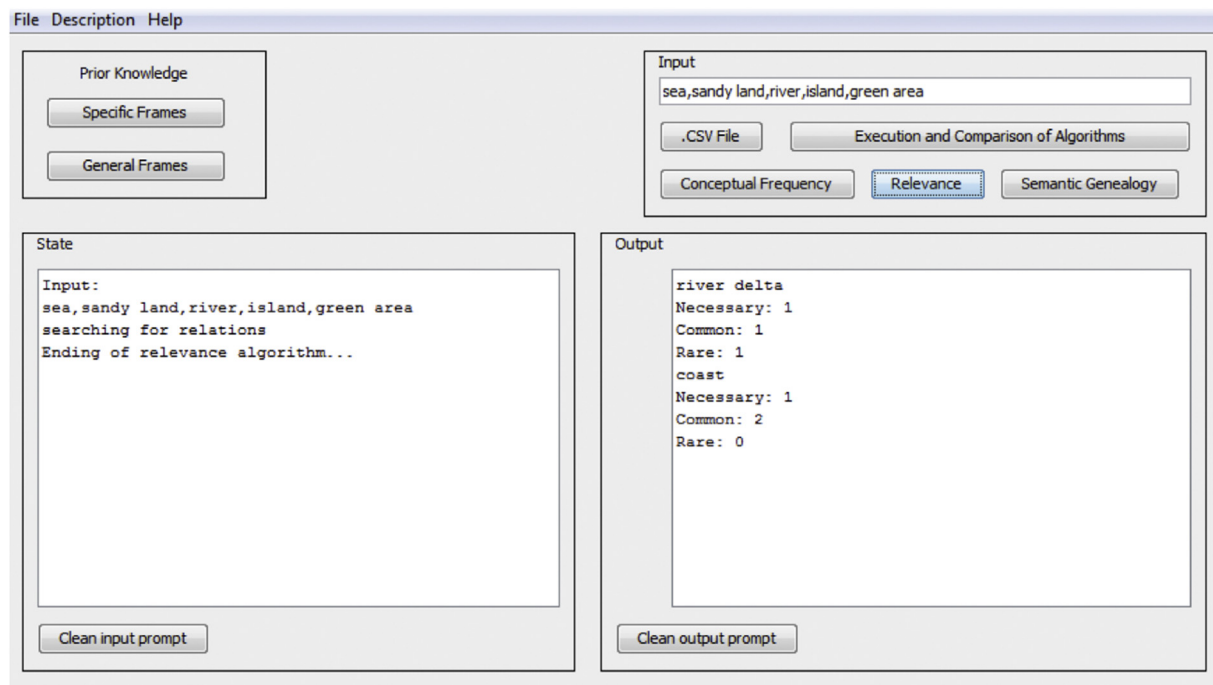 File Description Help
Prior Knowledge
Specific Frames
General Frames
Input
sea,sandy land,river,island,green area
.CSV File Execution and Comparison of Algorithms
Conceptual Frequency Relevance Semantic Genealogy
State
Input:
sea,sandy land,river,island,green area
searching for relations
Ending of relevance algorithm...
Clean input prompt
Output
river delta
Necessary: 1
Common: 1
Rare: 1
coast
Necessary: 1
Common: 2
Rare: 0
Clean output prompt